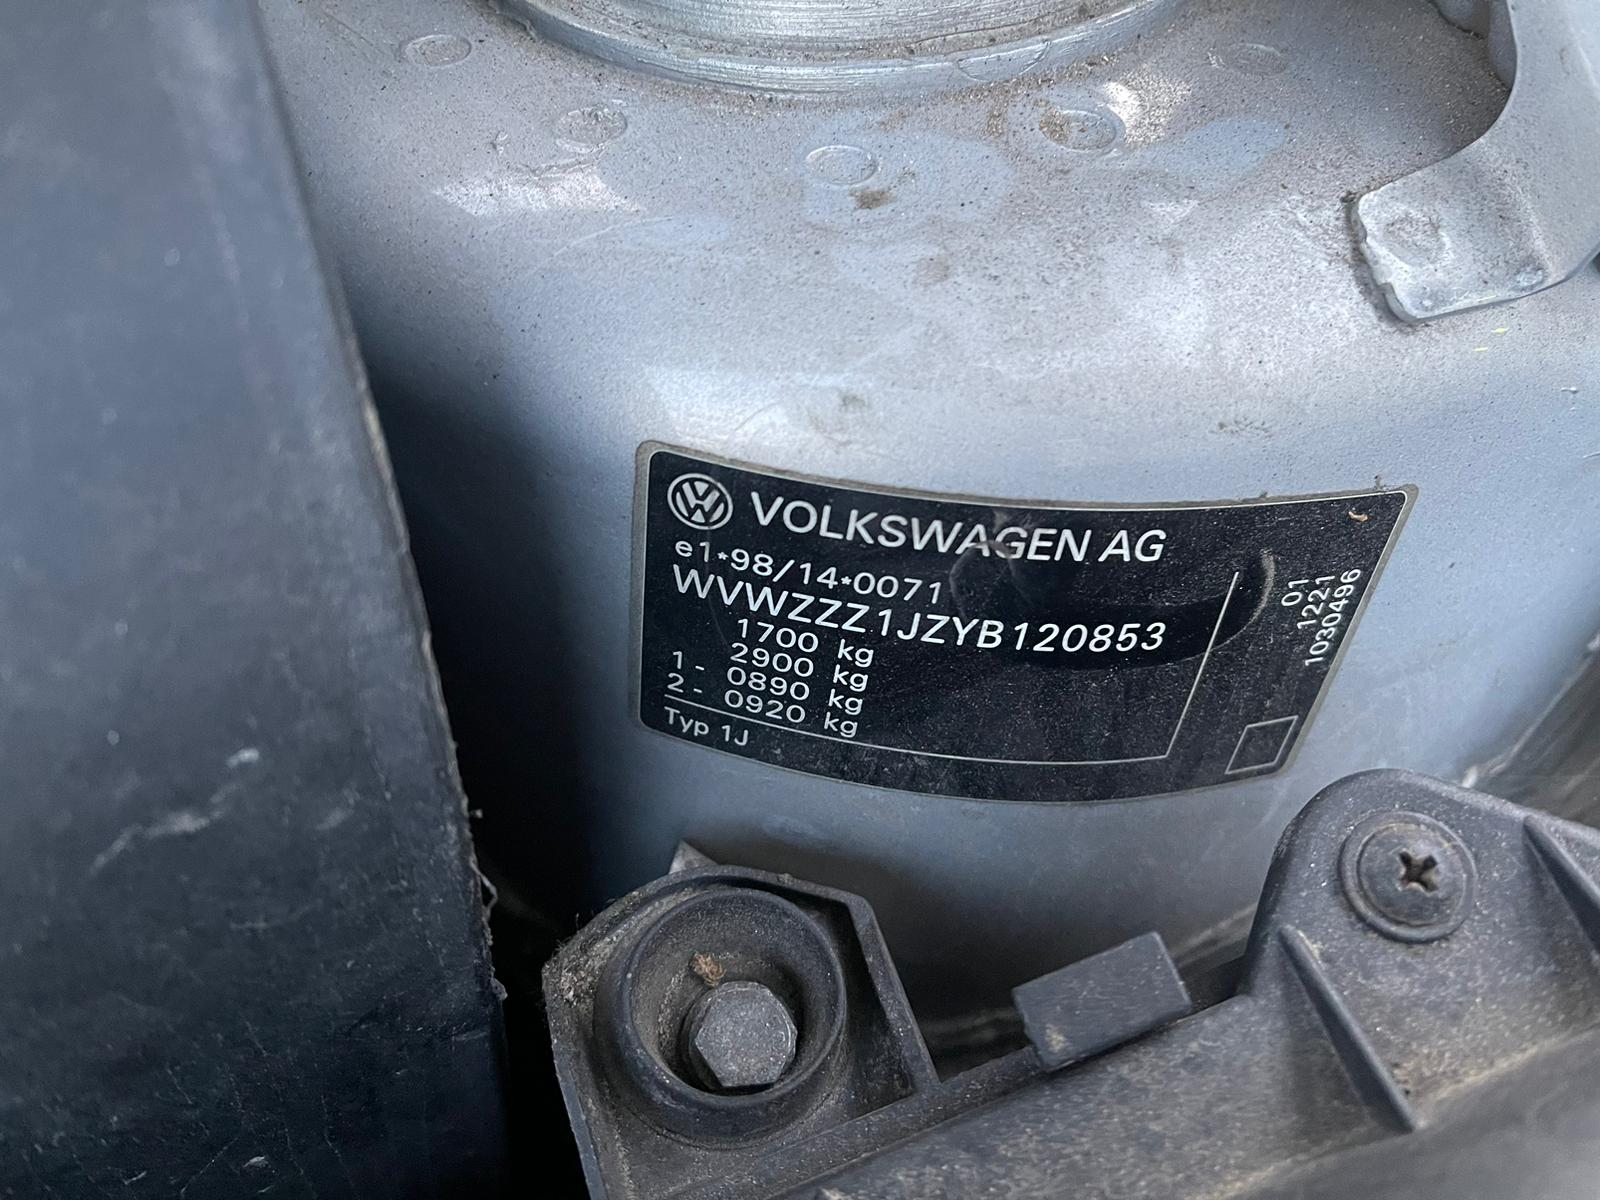 VOLKSWAGEN AG
e1*98/14*0071
WVWZZZ1JZYB120853
1700 kg
2900 kg
1- 0890 kg
2- 0920 kg
Typ 1J
01
1221
1030496